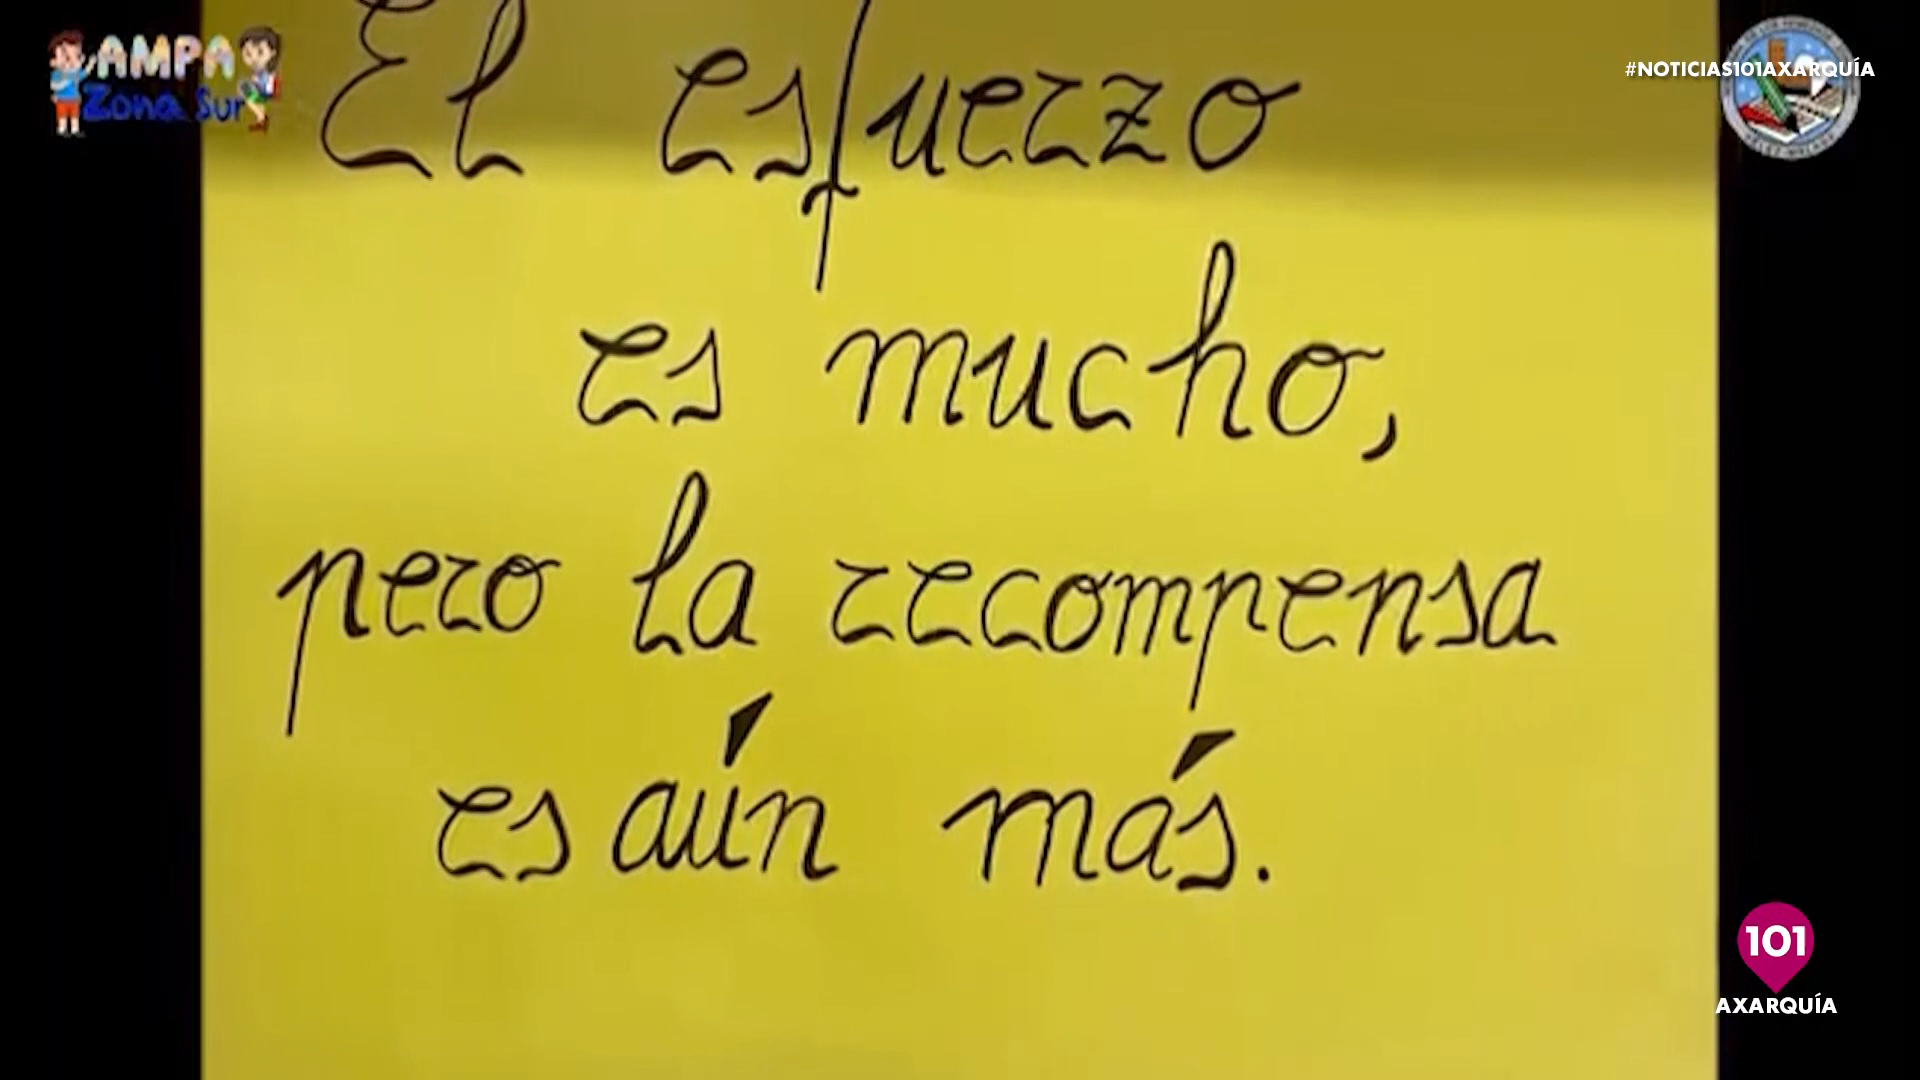 AMPA
Zona Sur
#NOTICIAS101AXARQUÍA
El esfuerzo
es mucho,
pero la recompensa
es aún más.
101
AXARQUÍA